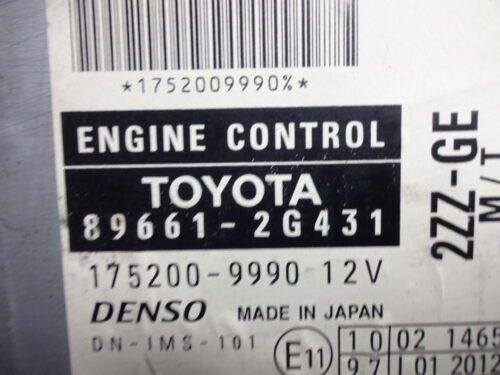 *1752009990%*
ENGINE CONTROL
TOYOTA
89661-2G431
175200-9990 12V
DENSO MADE IN JAPAN
DN-IMS-101
E11
10 02 1465
97 L01 2012
2ZZ-GE
M/T